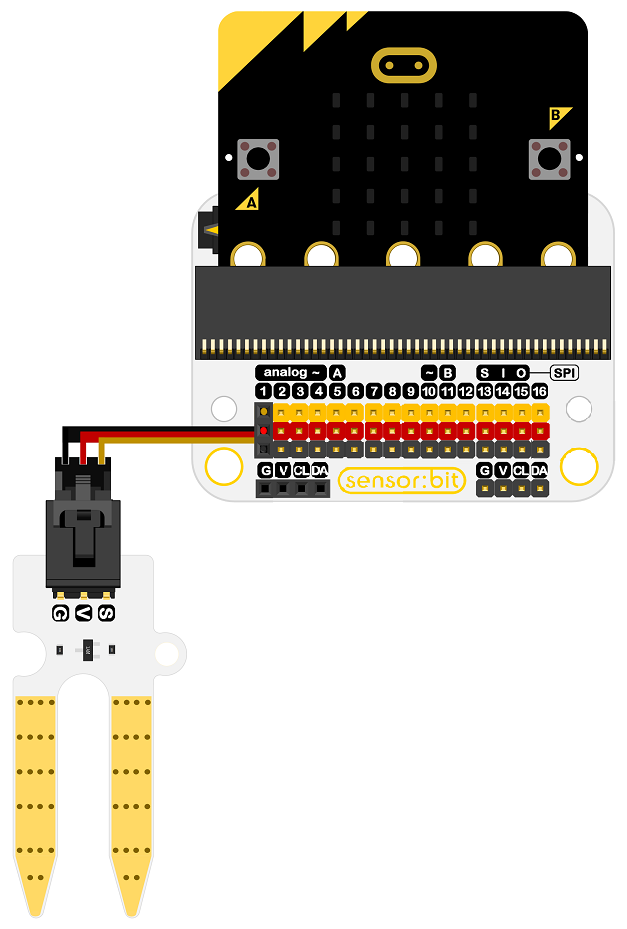 B
A
analog ~ A ~ B S I O SPI
1 2 3 4 5 6 7 8 9 10 11 12 13 14 15 16
G V CL DA sensor:bit G V CL DA
G V S